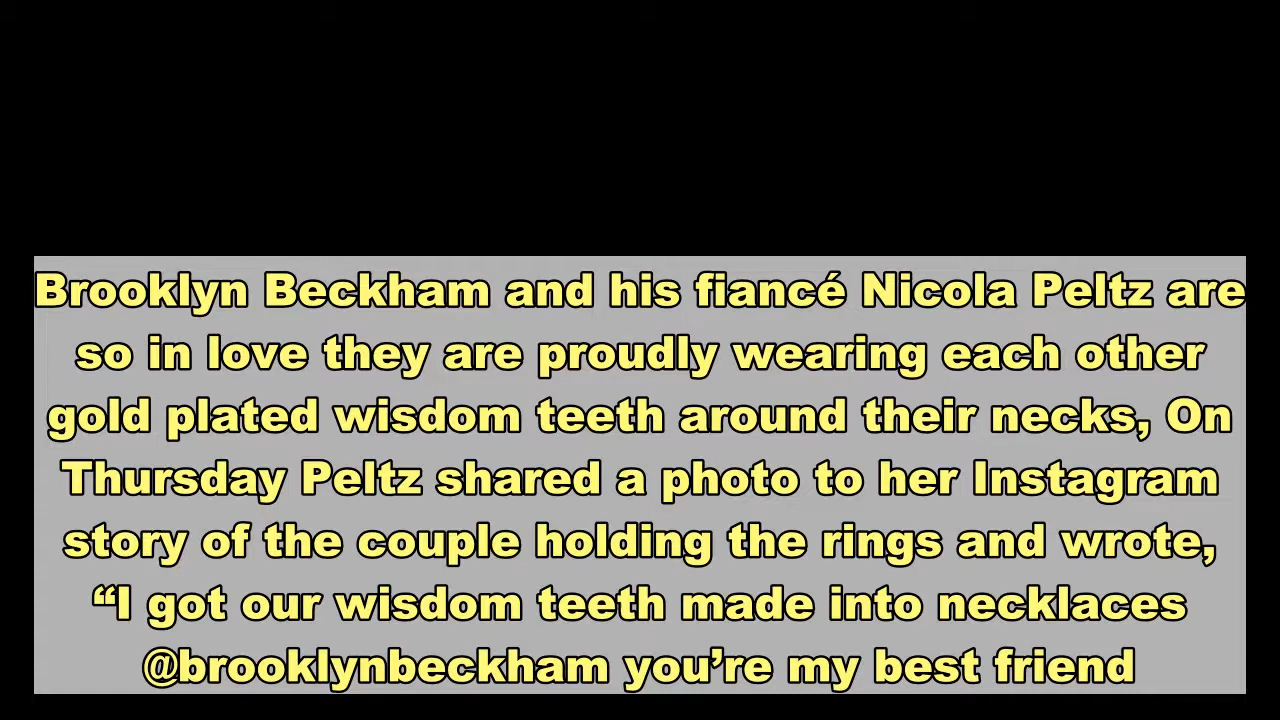 Brooklyn Beckham and his fiancé Nicola Peltz are
so in love they are proudly wearing each other
gold plated wisdom teeth around their necks, On
Thursday Peltz shared a photo to her Instagram
story of the couple holding the rings and wrote,
“I got our wisdom teeth made into necklaces
@brooklynbeckham you’re my best friend